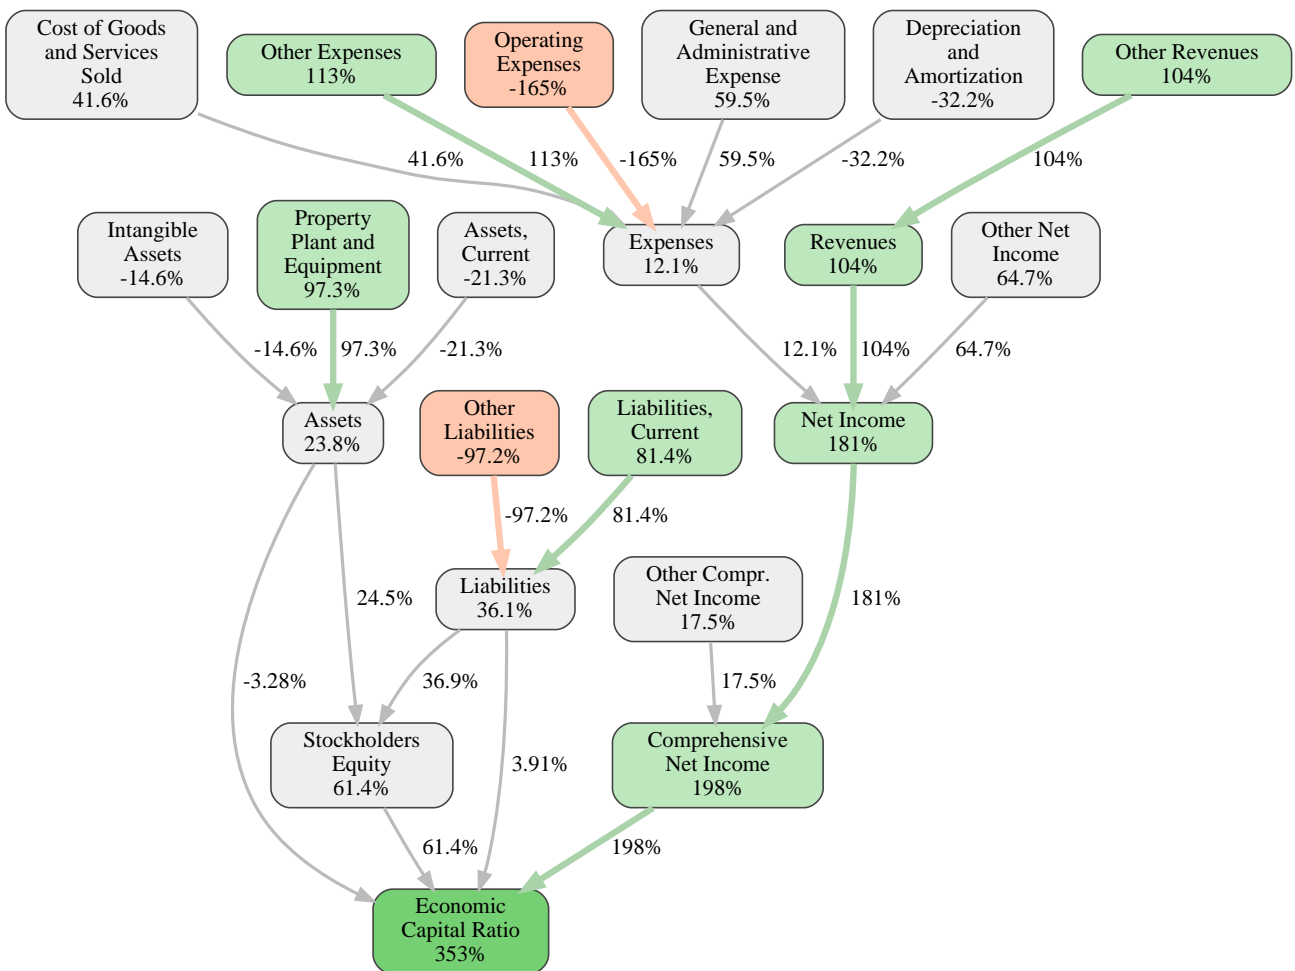 Cost of Goods
and Services
Sold
41.6%
Other Expenses
113%
Operating
Expenses
-165%
General and
Administrative
Expense
59.5%
Depreciation
and
Amortization
-32.2%
Other Revenues
104%
41.6%
113%
-165%
59.5%
-32.2%
104%
Intangible
Assets
-14.6%
Property
Plant and
Equipment
97.3%
Assets,
Current
-21.3%
Expenses
12.1%
Revenues
104%
Other Net
Income
64.7%
-14.6%
97.3%
-21.3%
12.1%
104%
64.7%
Assets
23.8%
Other
Liabilities
-97.2%
Liabilities,
Current
81.4%
Net Income
181%
-97.2%
81.4%
Liabilities
36.1%
Other Compr.
Net Income
17.5%
24.5%
181%
-3.28%
36.9%
17.5%
Stockholders
Equity
61.4%
3.91%
Comprehensive
Net Income
198%
61.4%
198%
Economic
Capital Ratio
353%